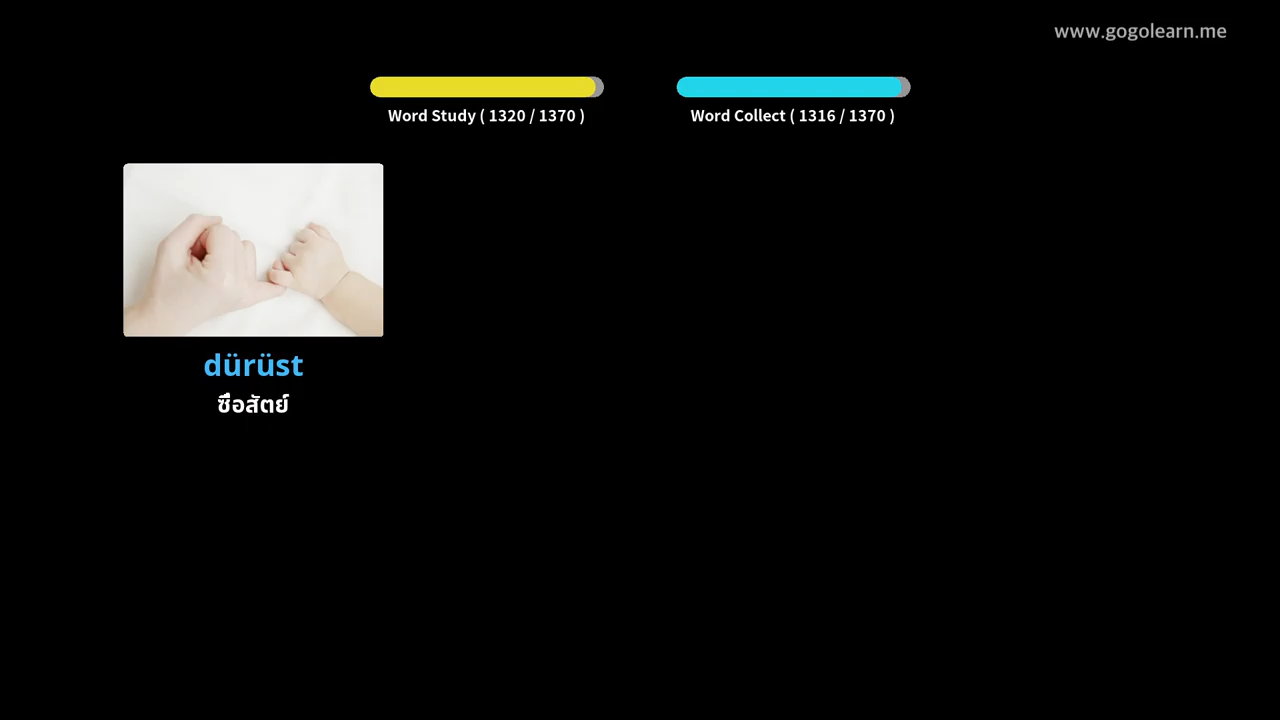 www.gogolearn.me
Word Study ( 1320 / 1370 )
Word Collect ( 1316 / 1370 )
dürüst
ซื่อสัตย์